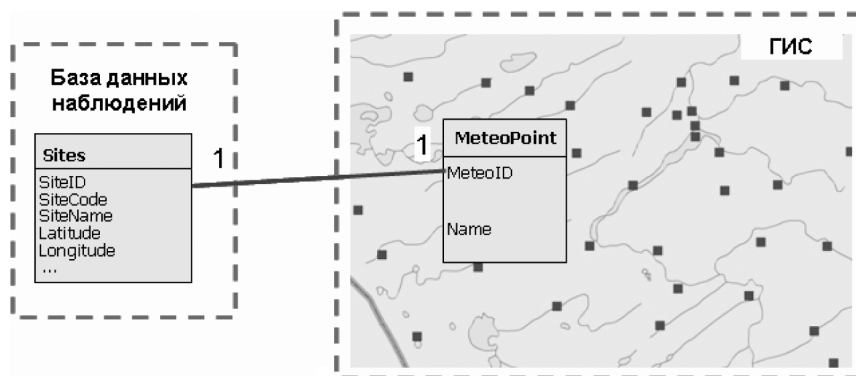 База данных
наблюдений
Sites
SiteID
SiteCode
SiteName
Latitude
Longitude
...
1
1
ГИС
MeteoPoint
MeteoID
Name